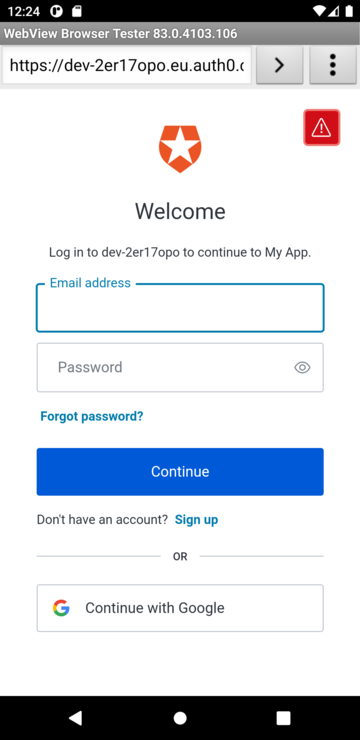 12:24
WebView Browser Tester 83.0.4103.106
https://dev-2er17opo.eu.auth0.c
Welcome
Log in to dev-2er17opo to continue to My App.
Email address
Password
Forgot password?
Continue
Don't have an account? Sign up
OR
Continue with Google